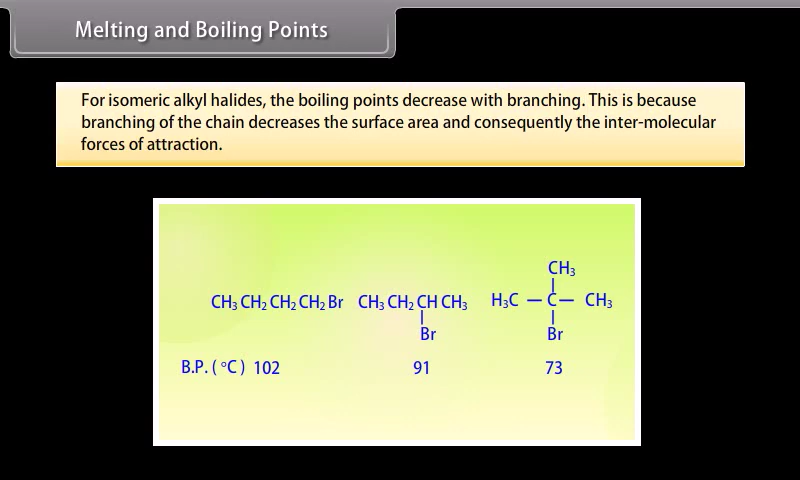 Melting and Boiling Points
For isomeric alkyl halides, the boiling points decrease with branching. This is because
branching of the chain decreases the surface area and consequently the inter-molecular
forces of attraction.
CH₃
CH₃ CH₂ CH₂ CH₂ Br CH₃ CH₂ CH CH₃ H₃C — C — CH₃
Br Br
B.P. ( °C ) 102 91 73